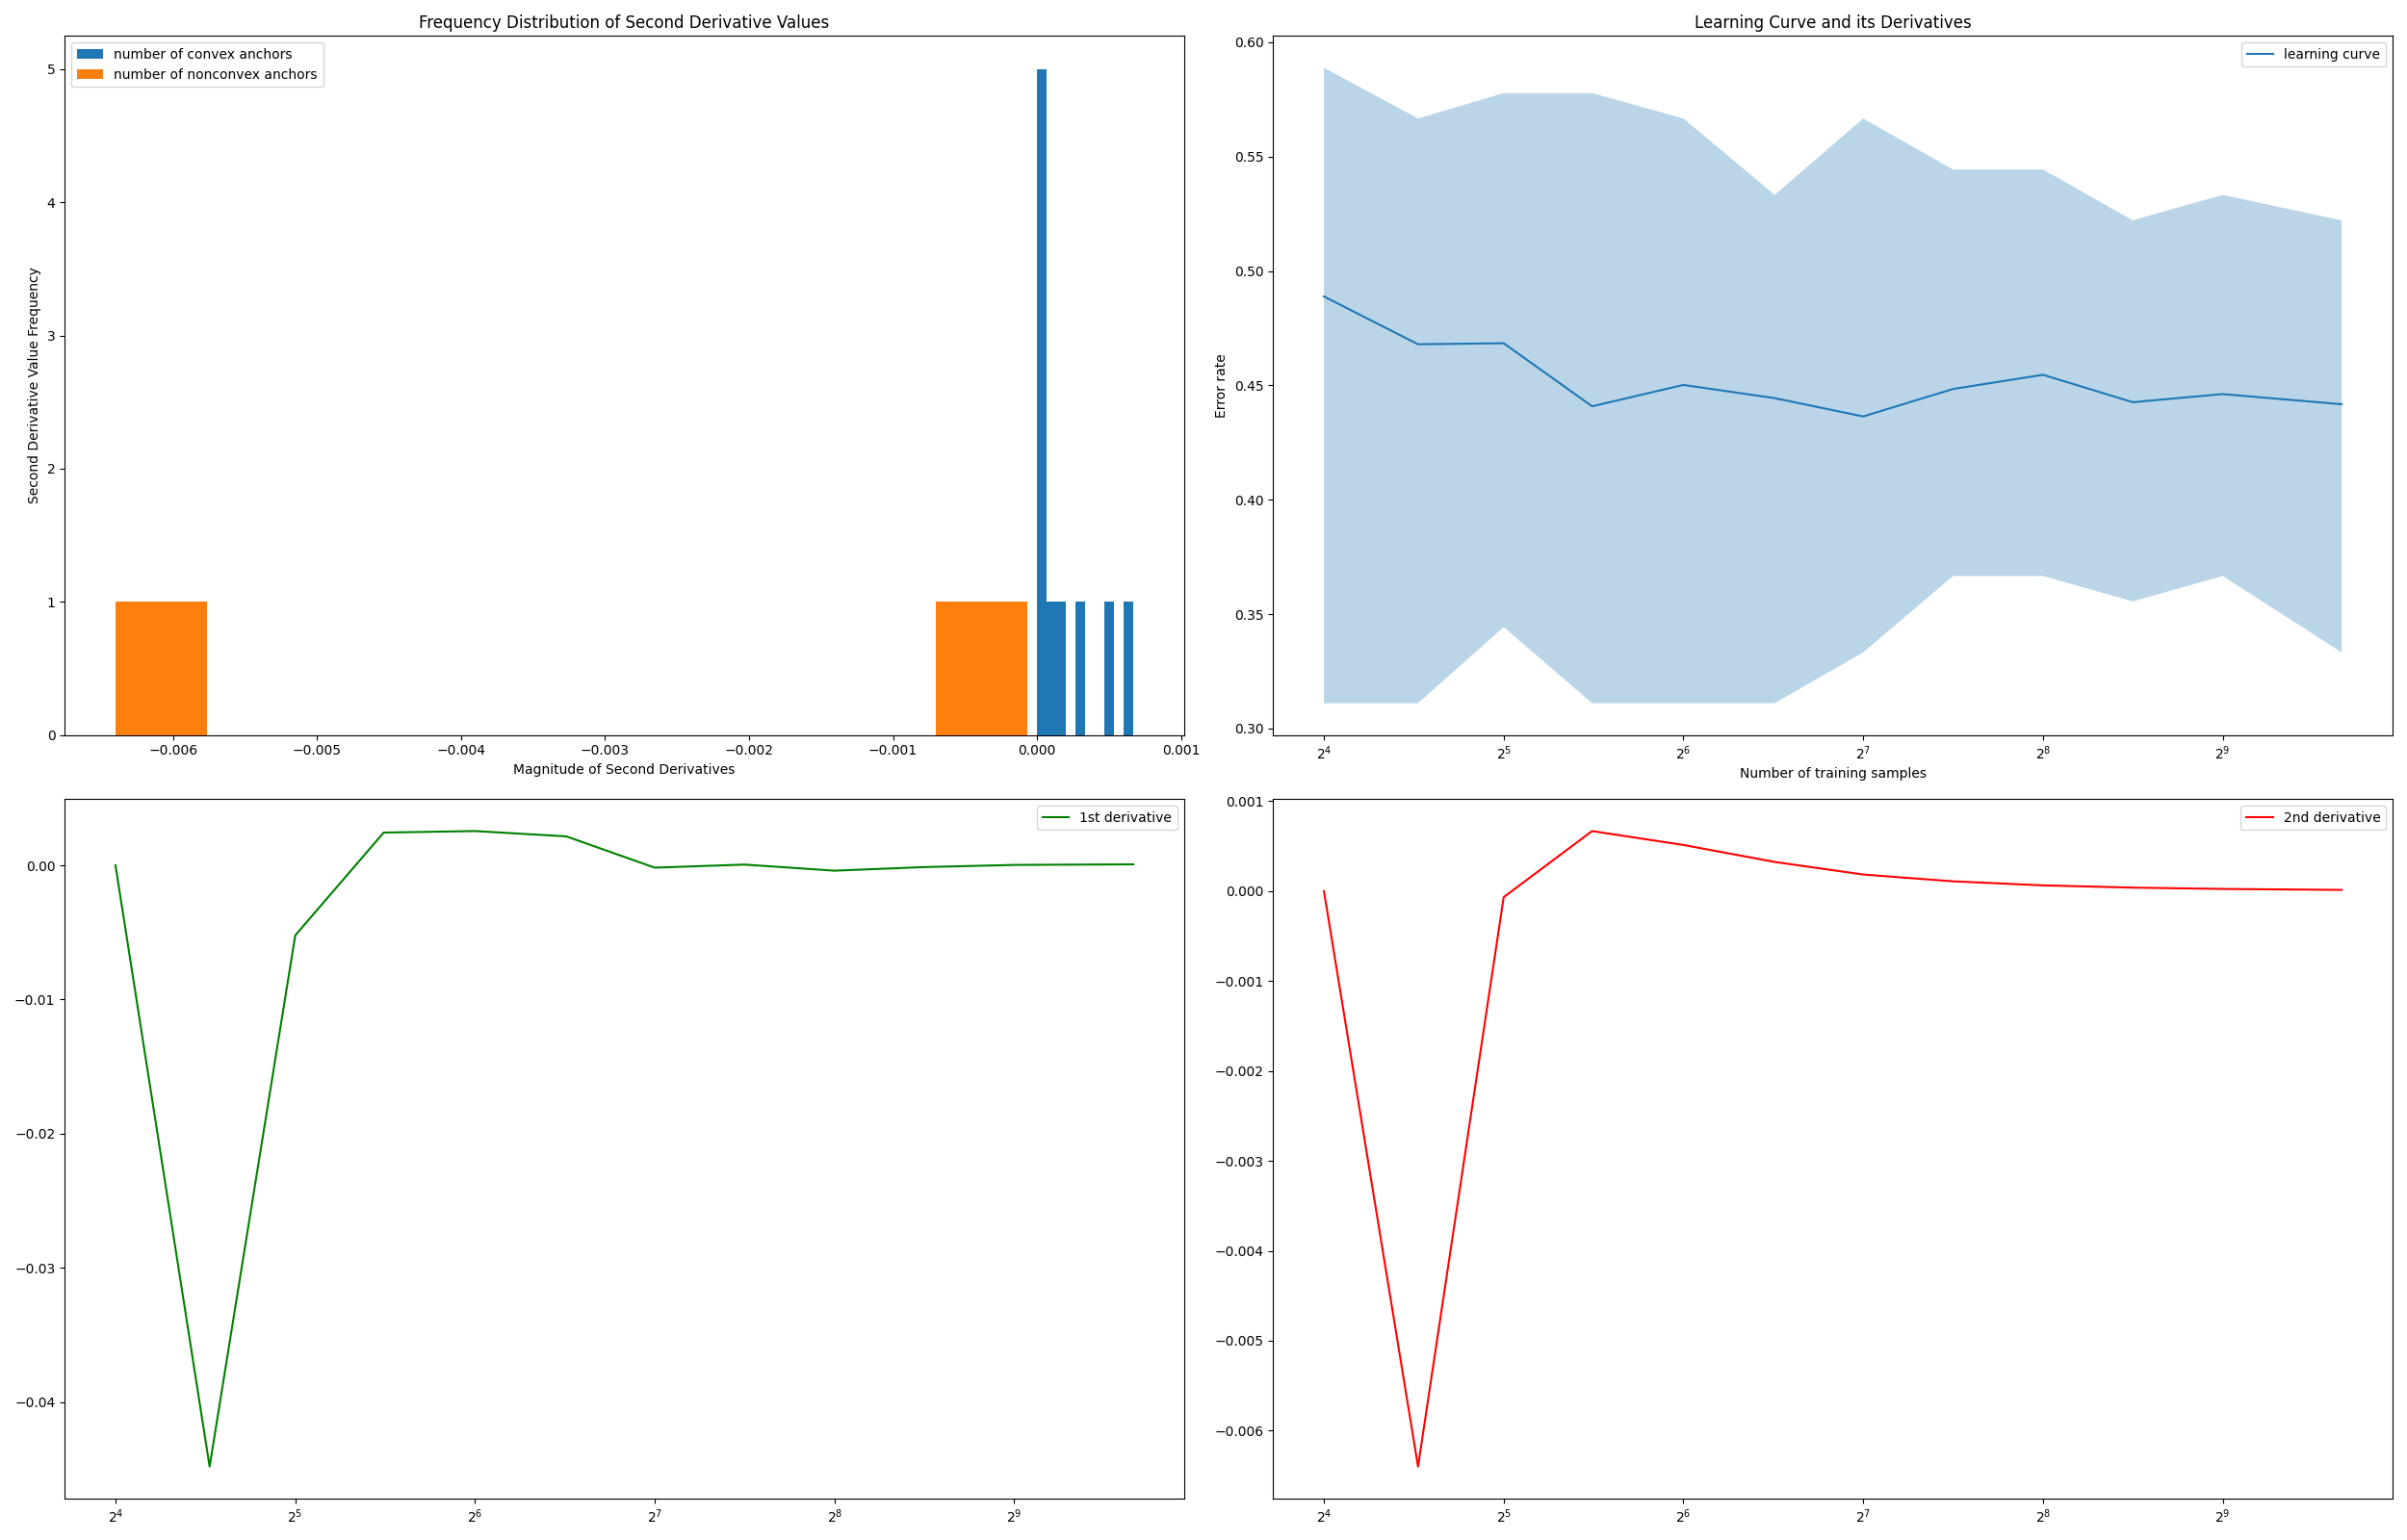 Frequency Distribution of Second Derivative Values
number of convex anchors
number of nonconvex anchors
5
4
3
2
1
0
Second Derivative Value Frequency
−0.006 −0.005 −0.004 −0.003 −0.002 −0.001 0.000 0.001
Magnitude of Second Derivatives
Learning Curve and its Derivatives
learning curve
0.60
0.55
0.50
0.45
0.40
0.35
0.30
Error rate
2⁴ 2⁵ 2⁶ 2⁷ 2⁸ 2⁹
Number of training samples
1st derivative
0.00
−0.01
−0.02
−0.03
−0.04
2⁴ 2⁵ 2⁶ 2⁷ 2⁸ 2⁹
2nd derivative
0.001
0.000
−0.001
−0.002
−0.003
−0.004
−0.005
−0.006
2⁴ 2⁵ 2⁶ 2⁷ 2⁸ 2⁹